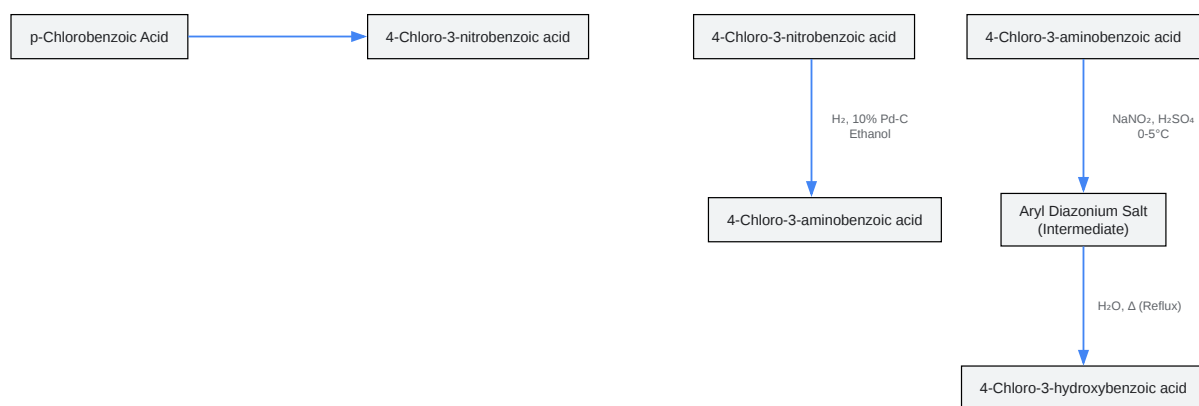 p-Chlorobenzoic Acid
4-Chloro-3-nitrobenzoic acid
4-Chloro-3-nitrobenzoic acid
H₂, 10% Pd-C
Ethanol
4-Chloro-3-aminobenzoic acid
4-Chloro-3-aminobenzoic acid
NaNO₂, H₂SO₄
0-5°C
Aryl Diazonium Salt
(Intermediate)
H₂O, Δ (Reflux)
4-Chloro-3-hydroxybenzoic acid